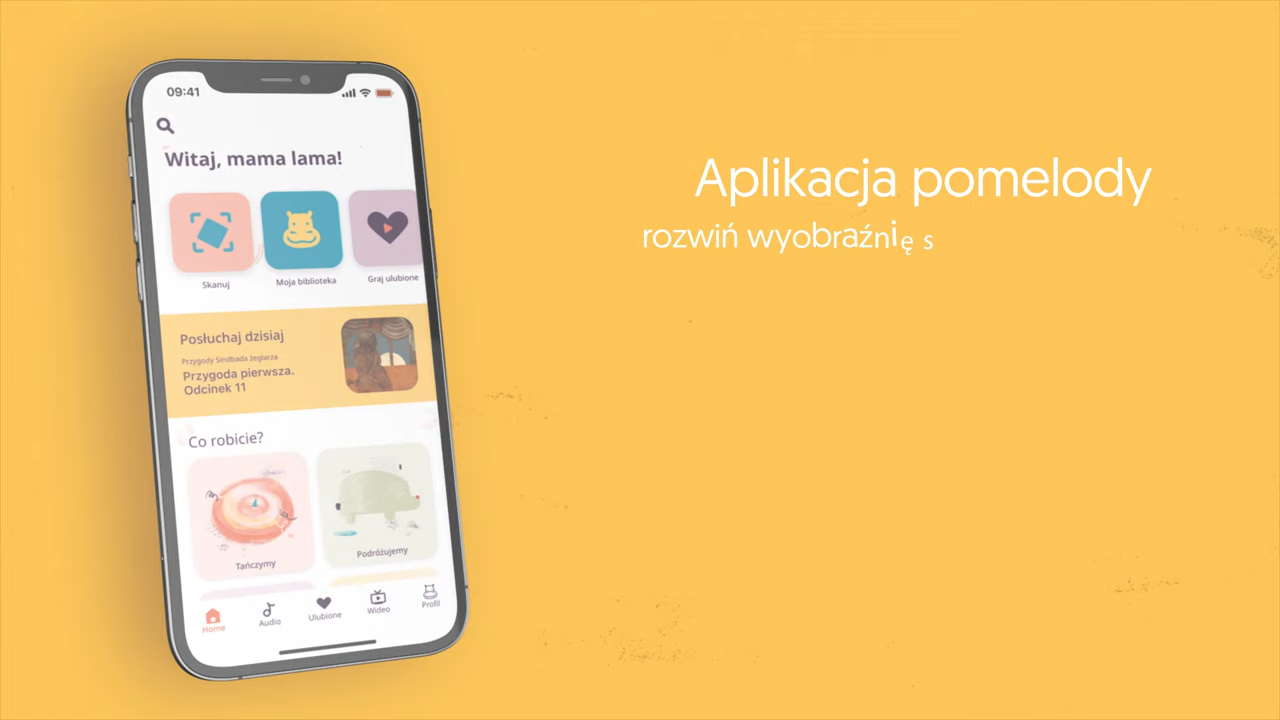 09:41
Witaj, mama lama!
Skanuj
Moja biblioteka
Graj ulubione
Posłuchaj dzisiaj
Przygody Sindbada żeglarza
Przygoda pierwsza.
Odcinek 11
Co robicie?
Tańczymy
Podróżujemy
Home
Audio
Ulubione
Wideo
Profil
Aplikacja pomelody
rozwiń wyobraźnię s